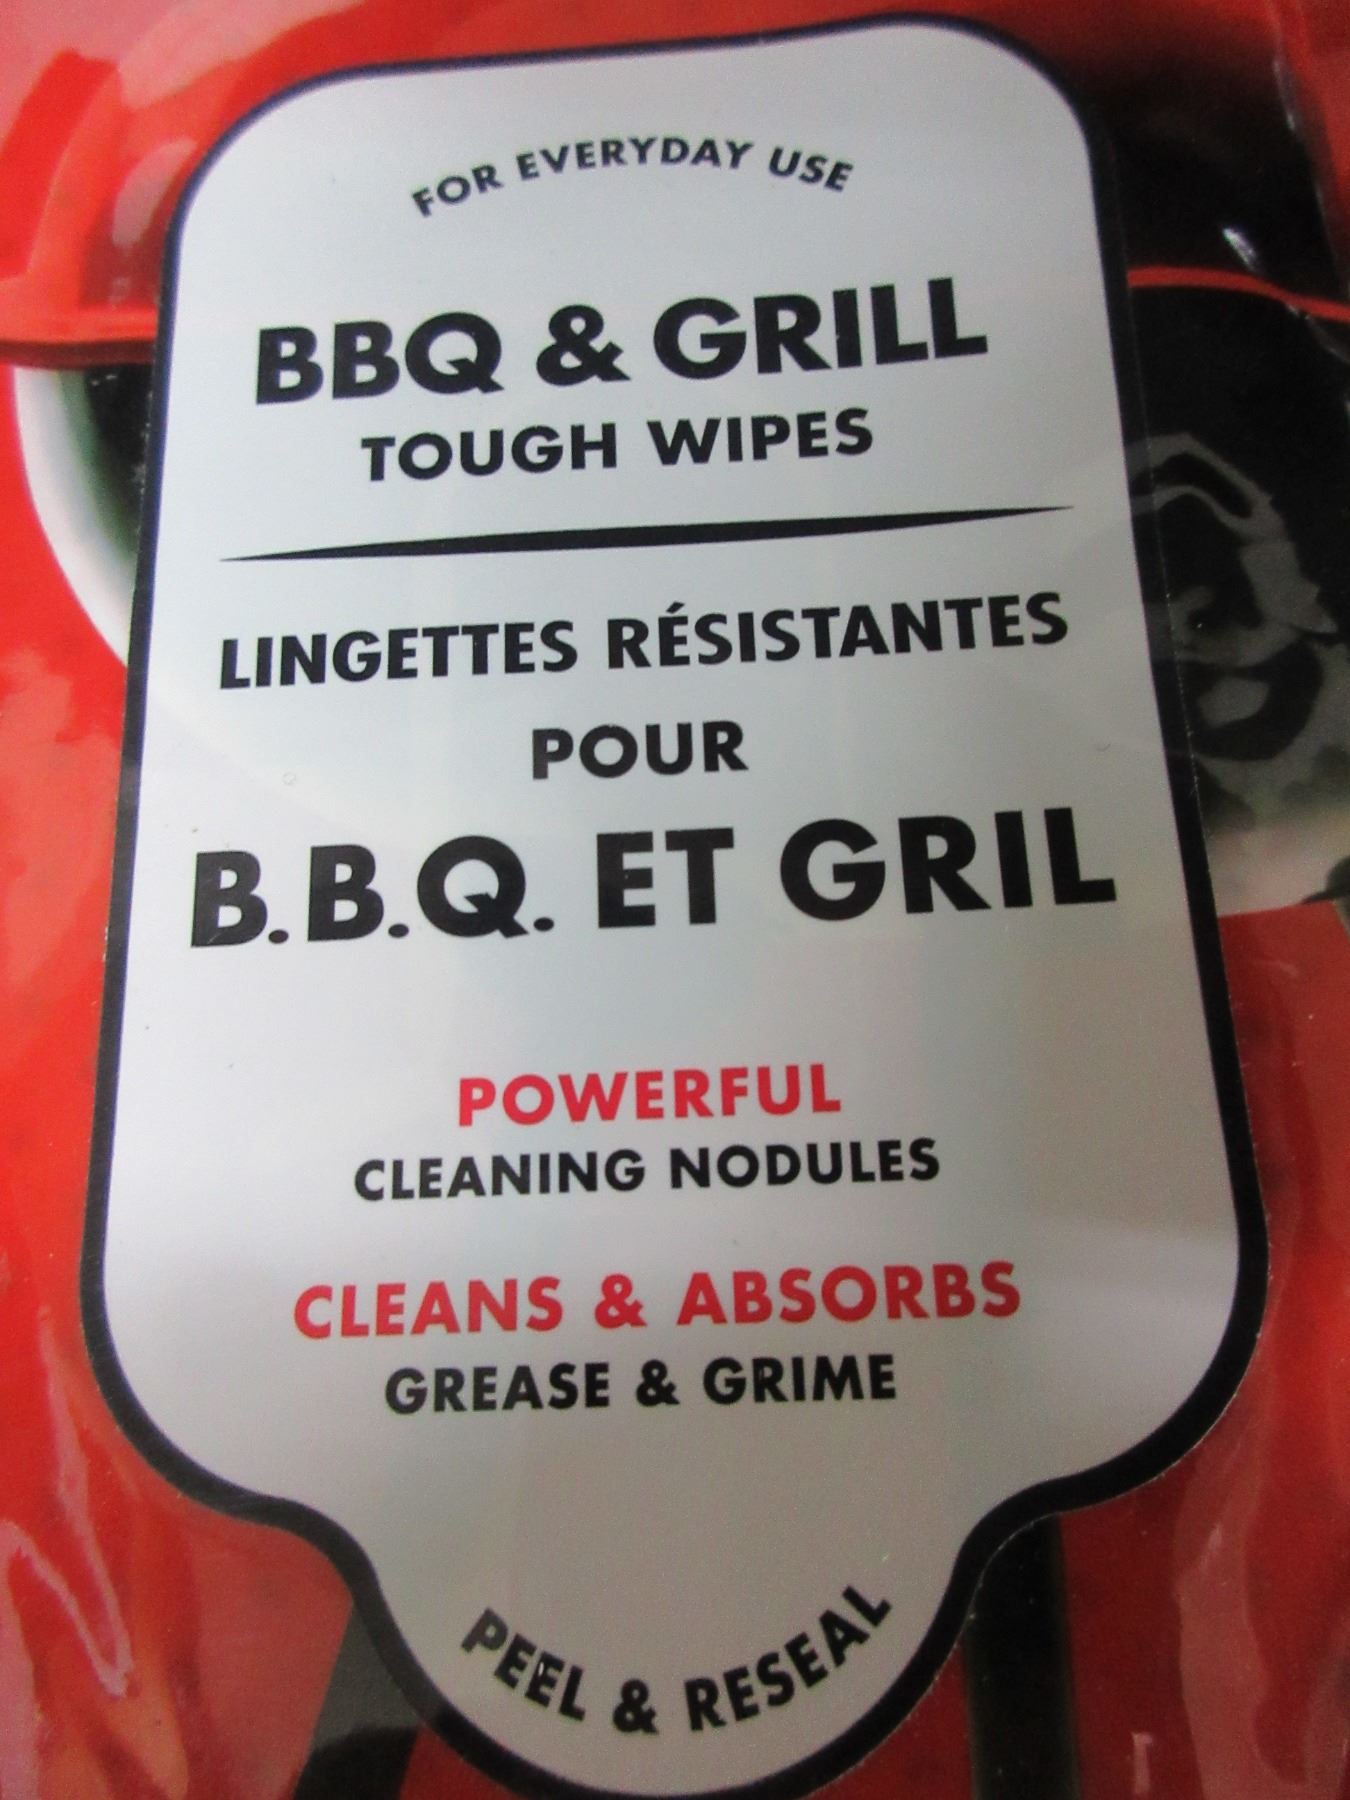 FOR EVERYDAY USE
BBQ & GRILL
TOUGH WIPES
LINGETTES RÉSISTANTES
POUR
B.B.Q. ET GRIL
POWERFUL
CLEANING NODULES
CLEANS & ABSORBS
GREASE & GRIME
PEEL & RESEAL